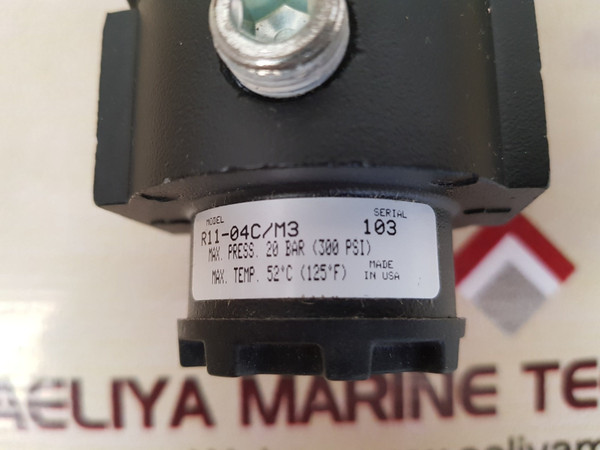 MODEL SERIAL
R11-04C/M3 103
MAX. PRESS. 20 BAR (300 PSI)
MAX. TEMP. 52°C (125°F) MADE IN USA
AELIYA MARINE TE